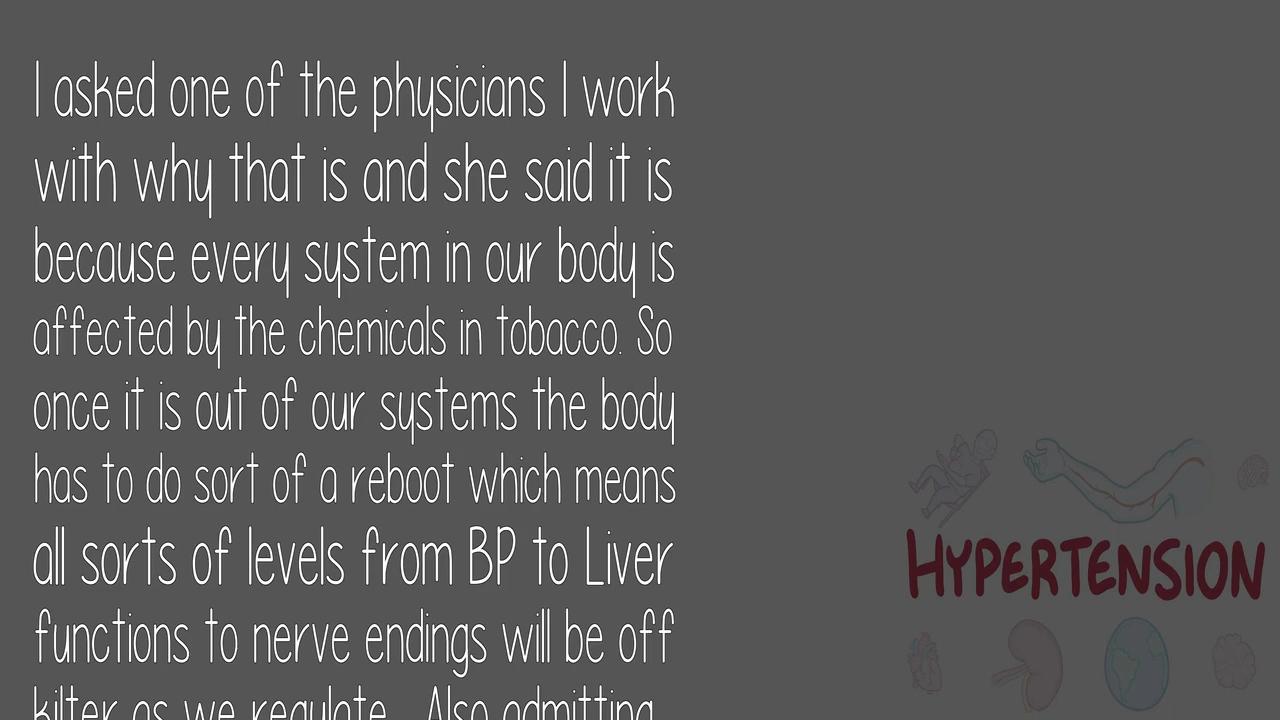 I asked one of the physicians I work
with why that is and she said it is
because every system in our body is
affected by the chemicals in tobacco. So
once it is out of our systems the body
has to do sort of a reboot which means
all sorts of levels from BP to Liver
functions to nerve endings will be off
kilter as we regulate. Also admitting
HYPERTENSION